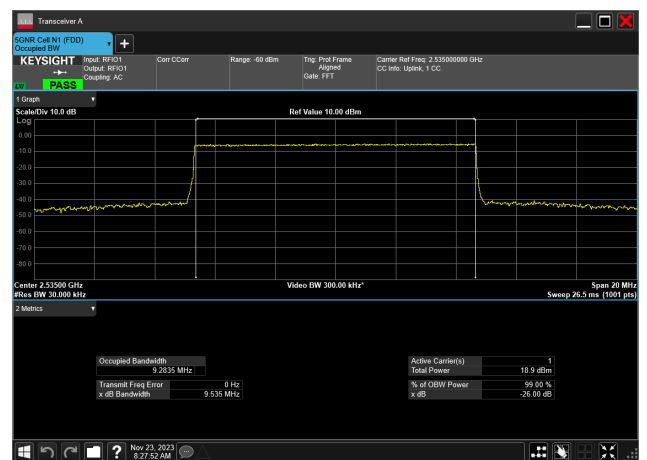 Transceiver A
5GNR Cell N1 (FDD)
Occupied BW
KEYSIGHT
LV
PASS
Input: RFIO1
Output: RFIO1
Coupling: AC
Corr CCorr
Range: -60 dBm
Trig: Prot Frame
Aligned
Gate: FFT
Carrier Ref Freq: 2.535000000 GHz
CC Info: Uplink, 1 CC
1 Graph
Scale/Div 10.0 dB
Ref Value 10.00 dBm
Log
0.00
-10.0
-20.0
-30.0
-40.0
-50.0
-60.0
-70.0
-80.0
Center 2.53500 GHz
Video BW 300.00 kHz^
Span 20 MHz
#Res BW 30.000 kHz
Sweep 26.5 ms (1001 pts)
2 Metrics
Occupied Bandwidth
9.2835 MHz
Active Carrier(s) 1
Total Power 18.9 dBm
Transmit Freq Error 0 Hz
x dB Bandwidth 9.535 MHz
% of OBW Power 99.00 %
x dB -26.00 dB
Nov 23, 2023
8:27:52 AM